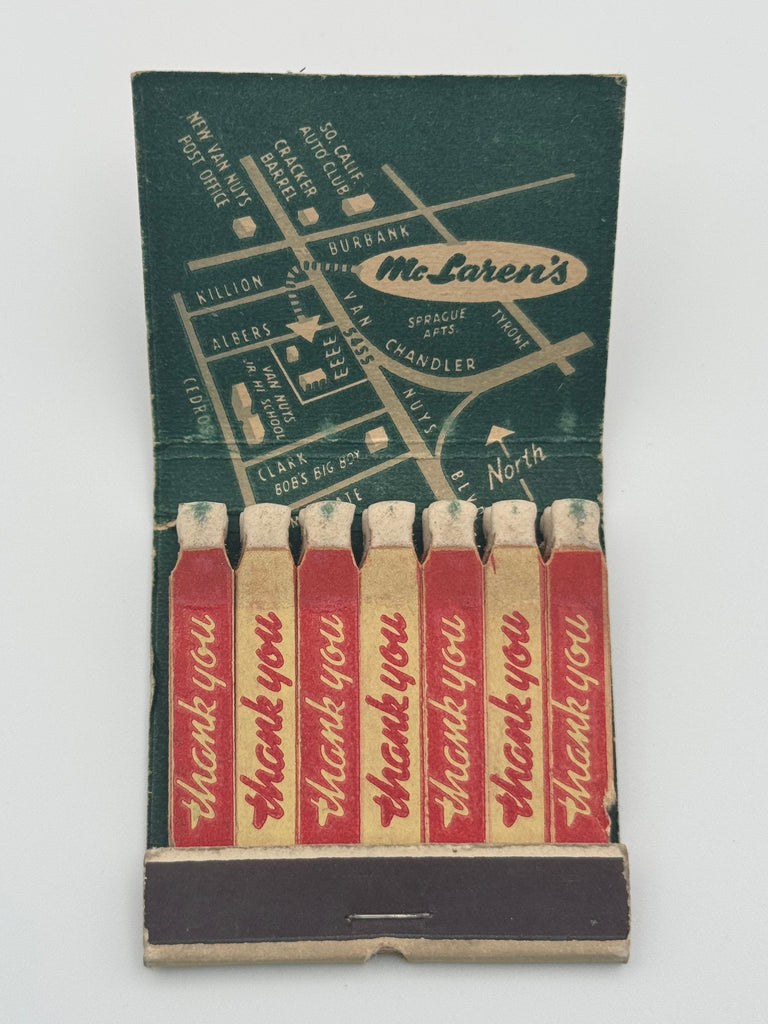 NEW VAN NUYS
POST OFFICE
CRACKER
BARREL
SO. CALIF.
AUTO CLUB
BURBANK
McLaren's
KILLION
VAN
5455
SPRAGUE
APTS.
TYRONE
ALBERS
CHANDLER
CEDRO
VAN NUYS
JR. HI SCHOOL
NUYS
CLARK
BOB'S BIG BOY
North
thank you
thank you
thank you
thank you
thank you
thank you
thank you